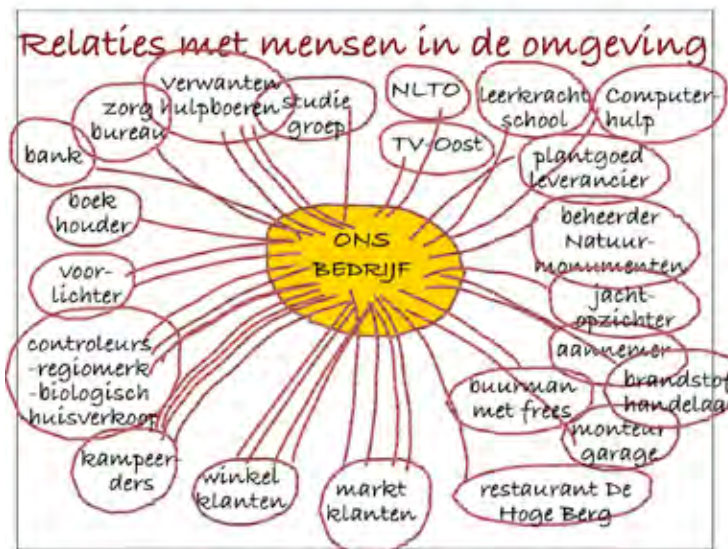 Relaties met mensen in de omgeving
verwanten
hulpboeren
zorg
bureau
studie
groep
NLTO
TV-Oost
leerkracht
school
Computer-
hulp
bank
plantgoed
leverancier
boek
houder
ONS
BEDRIJF
beheerder
Natuur-
monumenten
voor-
lichter
jacht-
opzichter
controleurs,
-regiomerk
-biologisch
huisverkoop
aannemer
brandstof
handelaar
buurman
met frees
monteur
garage
kampeer-
ders
winkel
klanten
markt
klanten
restaurant De
Hoge Berg